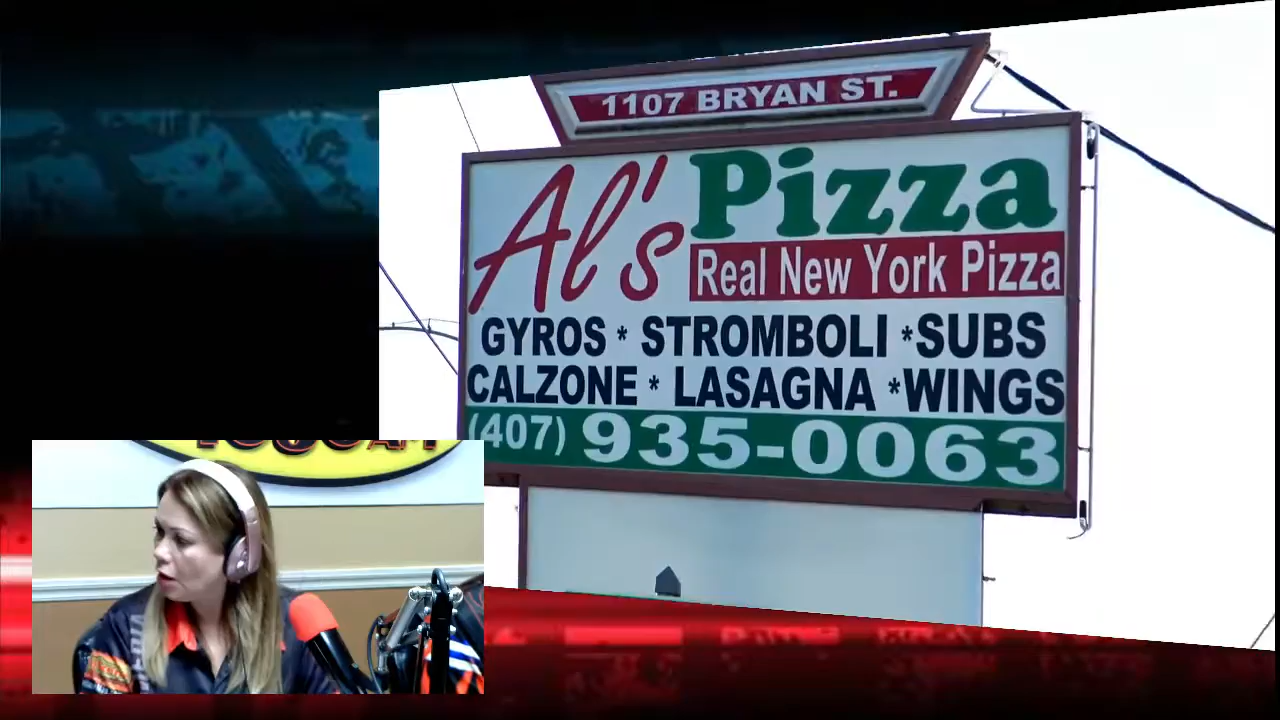 1107 BRYAN ST.
Al's Pizza
Real New York Pizza
GYROS * STROMBOLI * SUBS
CALZONE * LASAGNA * WINGS
(407) 935-0063